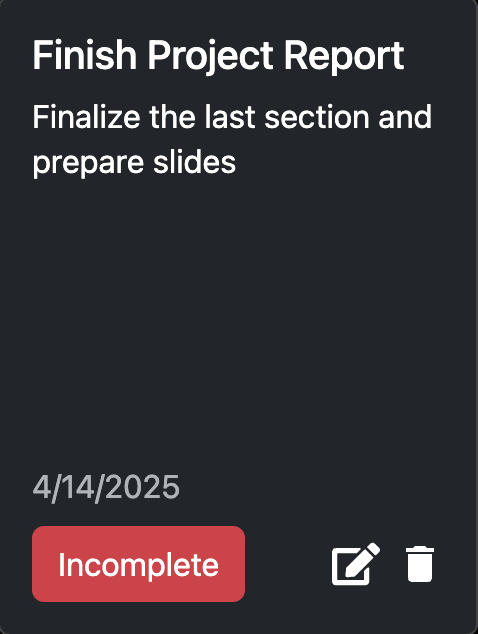 Finish Project Report
Finalize the last section and
prepare slides
4/14/2025
Incomplete